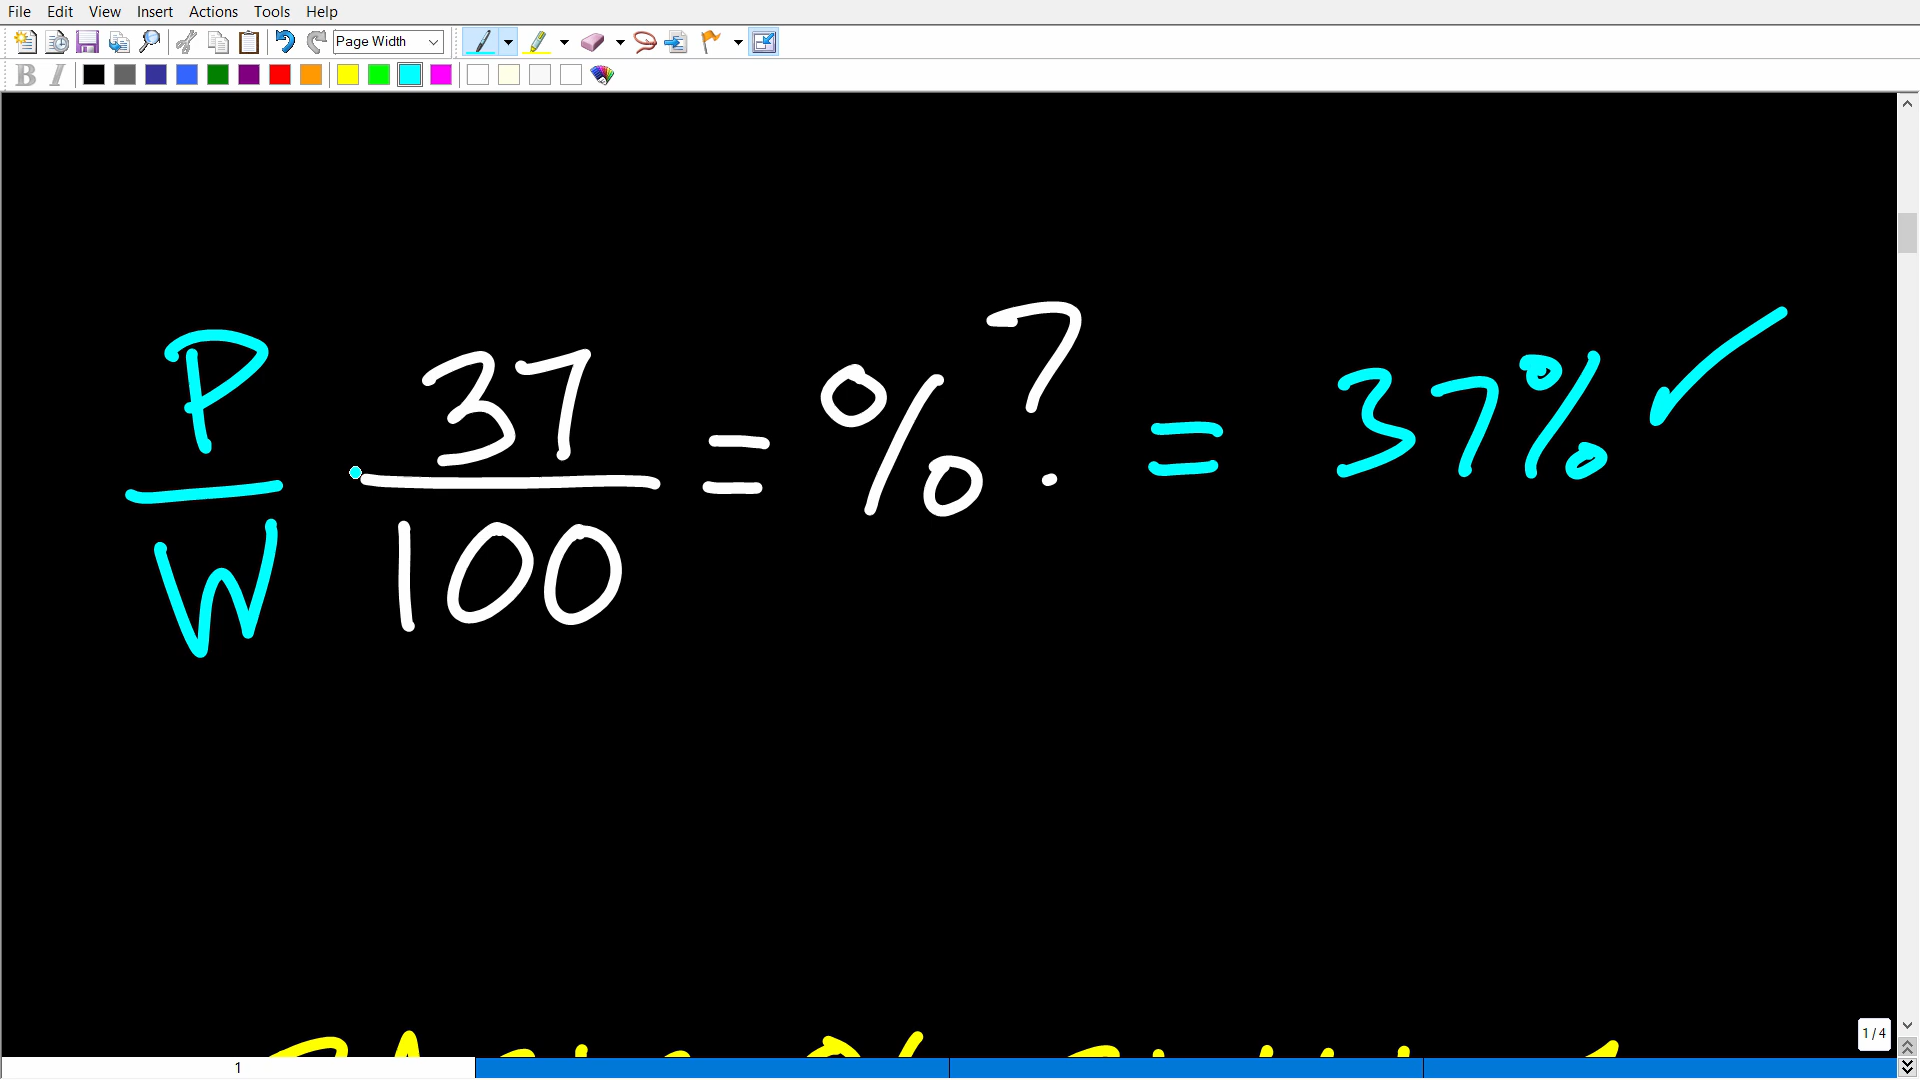 File Edit View Insert Actions Tools Help
Page Width
B I
P/W 37/100 = %? = 37% ✓
1 / 4
1